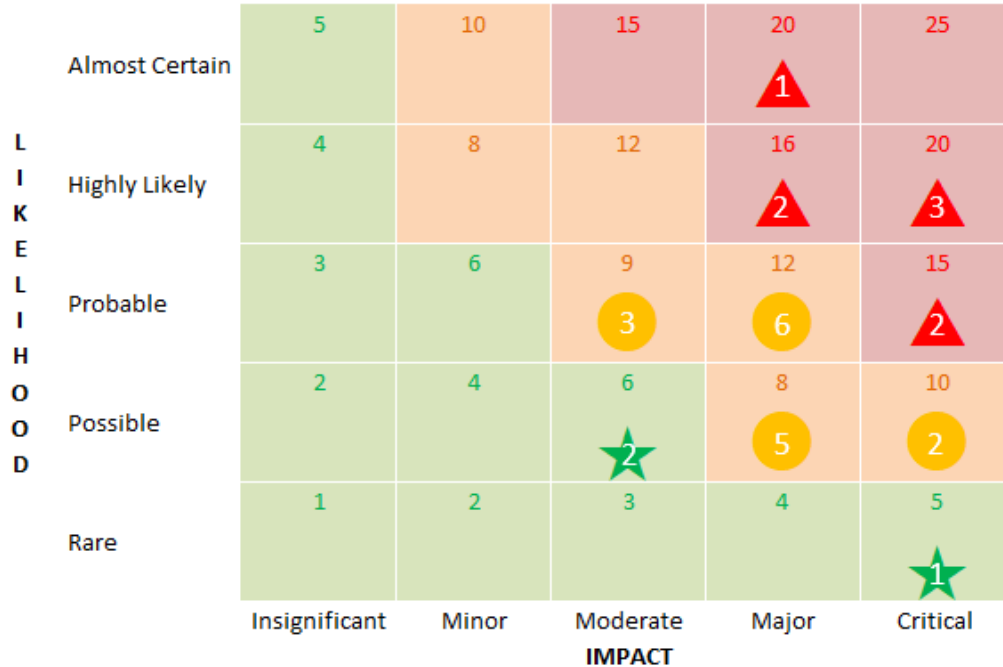 5 10 15 20 25
Almost Certain
1
4 8 12 16 20
Highly Likely
2 3
3 6 9 12 15
Probable
3 6 2
2 4 6 8 10
Possible
2 5 2
1 2 3 4 5
Rare
1
LIKELIHOOD
Insignificant Minor Moderate Major Critical
IMPACT